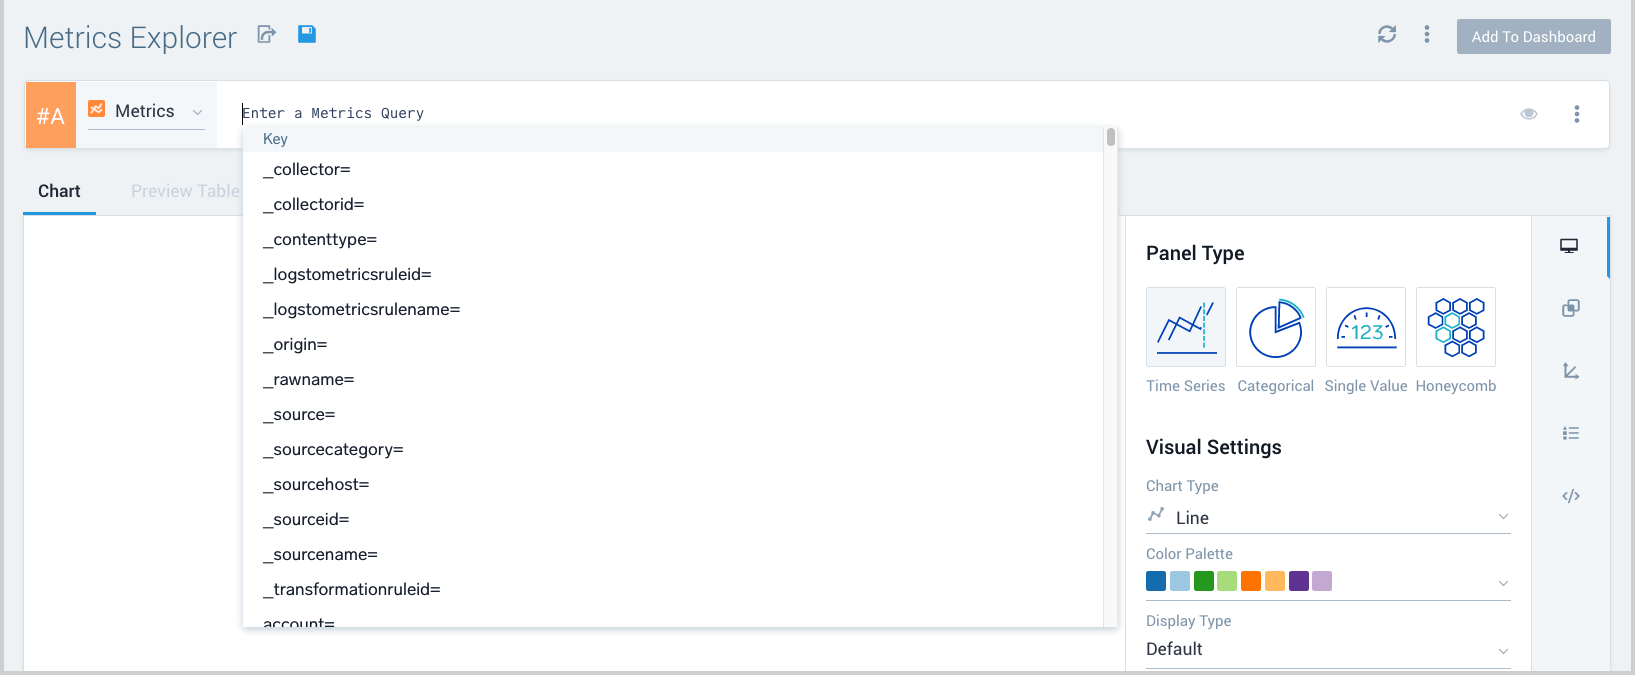 Metrics Explorer
Add To Dashboard
#A
Metrics
Enter a Metrics Query
Key
_collector=
_collectorid=
_contenttype=
_logstometricsruleid=
_logstometricsrulename=
_origin=
_rawname=
_source=
_sourcecategory=
_sourcehost=
_sourceid=
_sourcename=
_transformationruleid=
account=
Chart
Preview Table
Panel Type
123
Time Series
Categorical
Single Value
Honeycomb
Visual Settings
Chart Type
Line
Color Palette
Display Type
Default